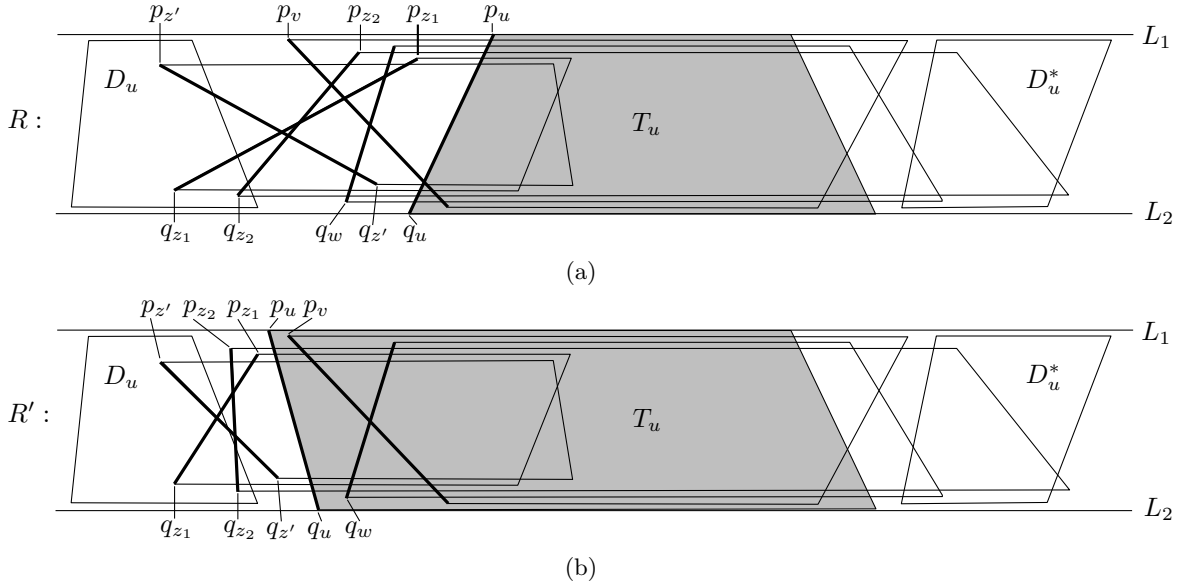 p_{z'} p_v p_{z_2} p_{z_1} p_u
L_1
D_u D_u^*
R : T_u
L_2
q_{z_1} q_{z_2} q_w q_{z'} q_u
(a)
p_{z'} p_{z_2} p_{z_1} p_u p_v
L_1
D_u D_u^*
R' : T_u
L_2
q_{z_1} q_{z_2} q_{z'} q_u q_w
(b)